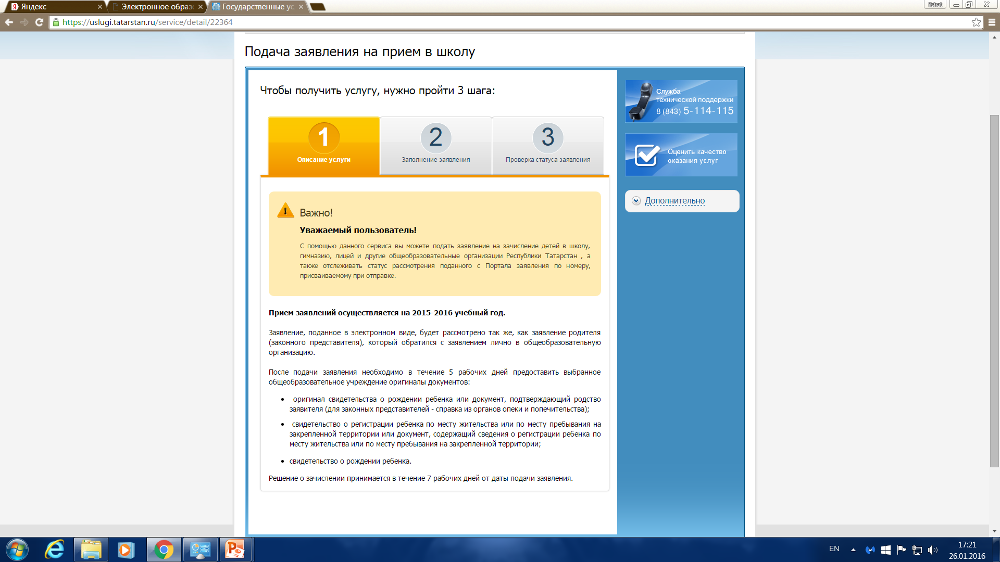 Яндекс
Электронное образо
Государственные ус
ilshat
https://uslugi.tatarstan.ru/service/detail/22364
Подача заявления на прием в школу
Чтобы получить услугу, нужно пройти 3 шага:
1
Описание услуги
2
Заполнение заявления
3
Проверка статуса заявления
Служба
технической поддержки
8 (843) 5-114-115
Оценить качество
оказания услуг
Дополнительно
Важно!
Уважаемый пользователь!
С помощью данного сервиса вы можете подать заявление на зачисление детей в школу,
гимназию, лицей и другие общеобразовательные организации Республики Татарстан , а
также отслеживать статус рассмотрения поданного с Портала заявления по номеру,
присваиваемому при отправке.
Прием заявлений осуществляется на 2015-2016 учебный год.
Заявление, поданное в электронном виде, будет рассмотрено так же, как заявление родителя
(законного представителя), который обратился с заявлением лично в общеобразовательную
организацию.
После подачи заявления необходимо в течение 5 рабочих дней предоставить выбранное
общеобразовательное учреждение оригиналы документов:
• оригинал свидетельства о рождении ребенка или документ, подтверждающий родство
заявителя (для законных представителей - справка из органов опеки и попечительства);
• свидетельство о регистрации ребенка по месту жительства или по месту пребывания на
закрепленной территории или документ, содержащий сведения о регистрации ребенка по
месту жительства или по месту пребывания на закрепленной территории;
• свидетельство о рождении ребенка.
Решение о зачислении принимается в течение 7 рабочих дней от даты подачи заявления.
EN
17:21
26.01.2016